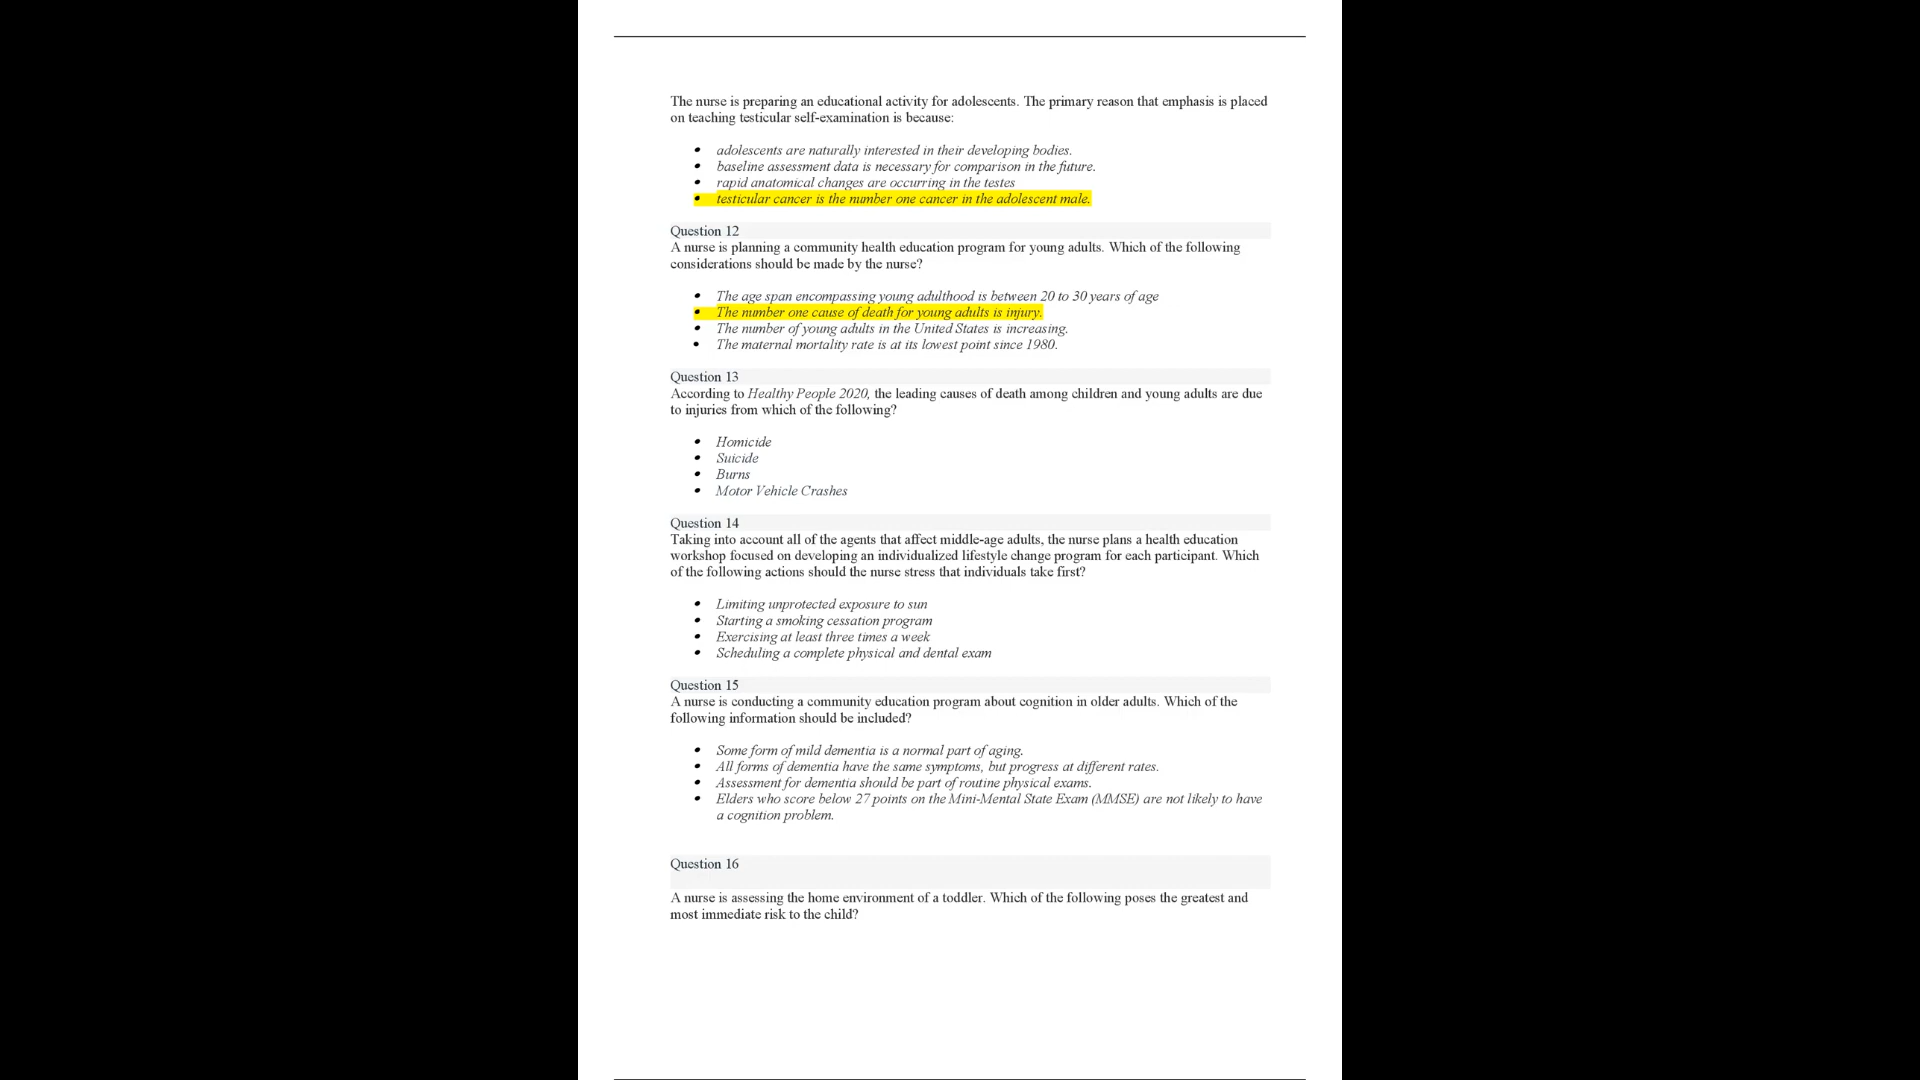 The nurse is preparing an educational activity for adolescents. The primary reason that emphasis is placed
on teaching testicular self-examination is because:
• adolescents are naturally interested in their developing bodies.
• baseline assessment data is necessary for comparison in the future.
• rapid anatomical changes are occurring in the testes
• testicular cancer is the number one cancer in the adolescent male.
Question 12
A nurse is planning a community health education program for young adults. Which of the following
considerations should be made by the nurse?
• The age span encompassing young adulthood is between 20 to 30 years of age
• The number one cause of death for young adults is injury.
• The number of young adults in the United States is increasing.
• The maternal mortality rate is at its lowest point since 1980.
Question 13
According to Healthy People 2020, the leading causes of death among children and young adults are due
to injuries from which of the following?
• Homicide
• Suicide
• Burns
• Motor Vehicle Crashes
Question 14
Taking into account all of the agents that affect middle-age adults, the nurse plans a health education
workshop focused on developing an individualized lifestyle change program for each participant. Which
of the following actions should the nurse stress that individuals take first?
• Limiting unprotected exposure to sun
• Starting a smoking cessation program
• Exercising at least three times a week
• Scheduling a complete physical and dental exam
Question 15
A nurse is conducting a community education program about cognition in older adults. Which of the
following information should be included?
• Some form of mild dementia is a normal part of aging.
• All forms of dementia have the same symptoms, but progress at different rates.
• Assessment for dementia should be part of routine physical exams.
• Elders who score below 27 points on the Mini-Mental State Exam (MMSE) are not likely to have
a cognition problem.
Question 16
A nurse is assessing the home environment of a toddler. Which of the following poses the greatest and
most immediate risk to the child?